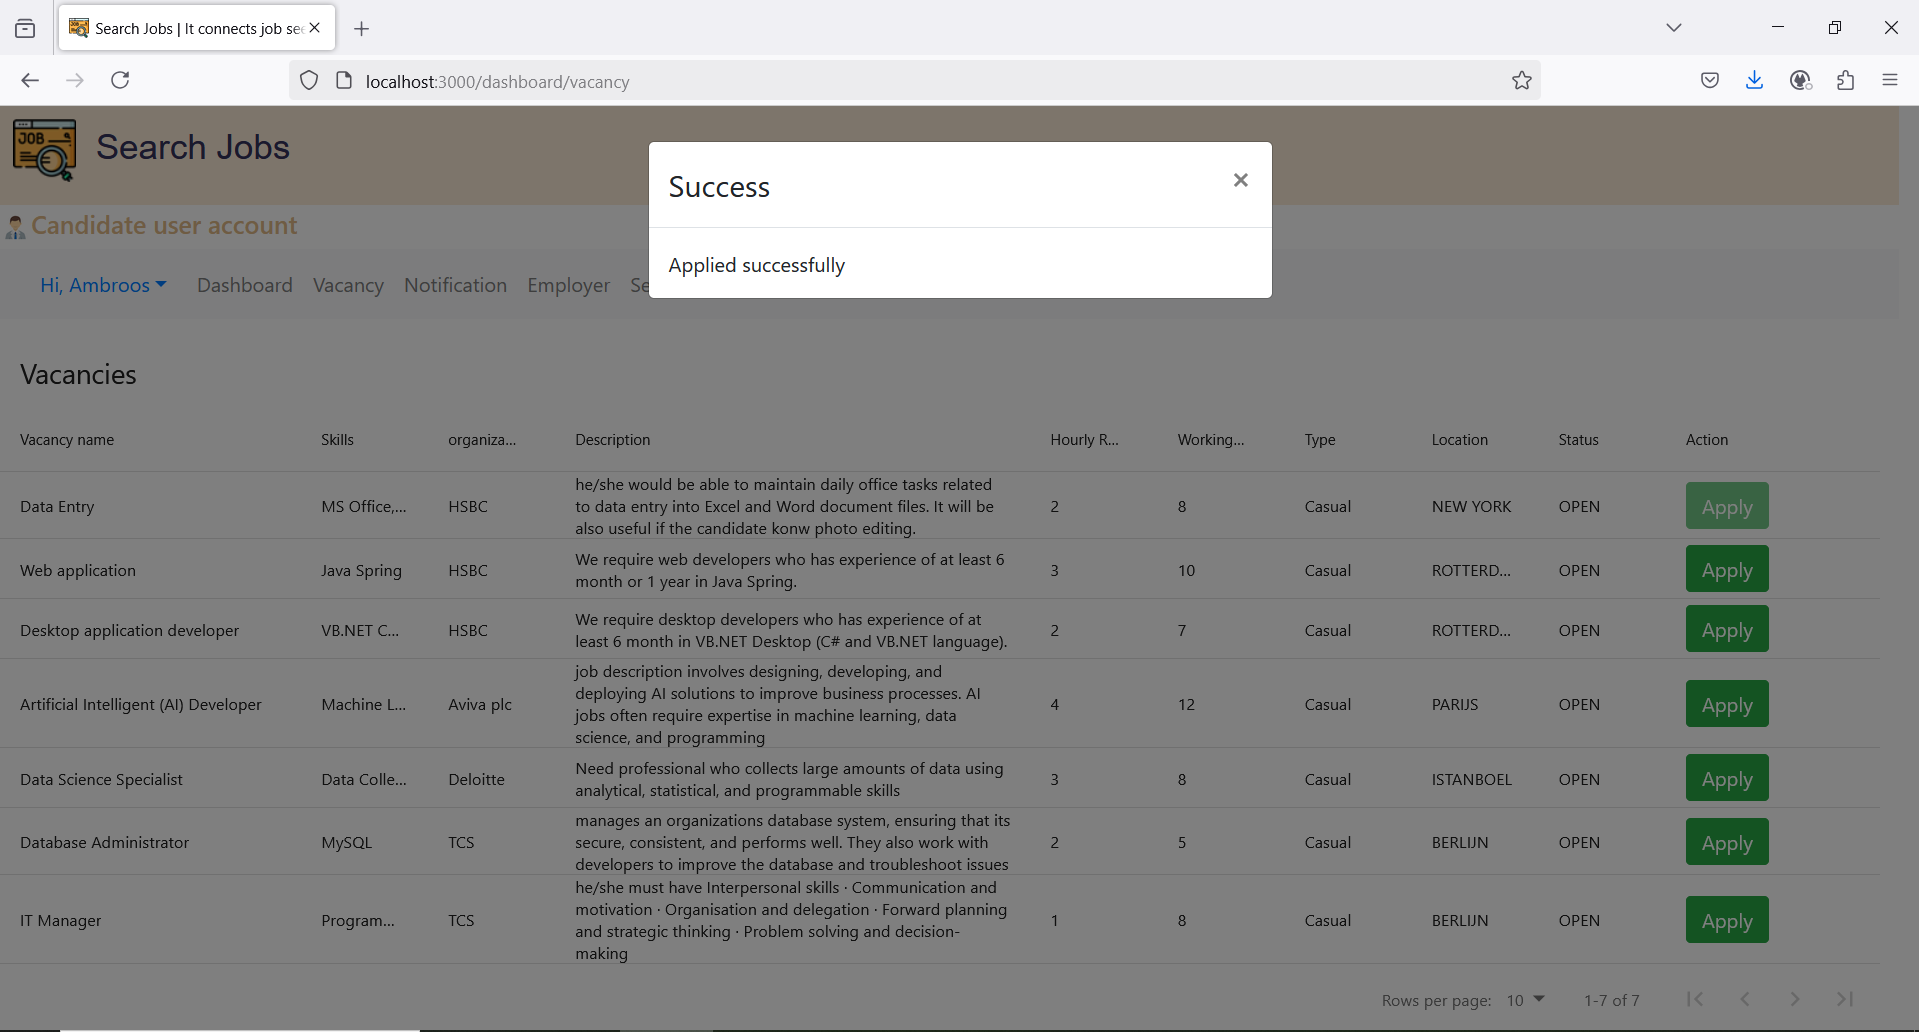 Search Jobs | It connects job se
localhost:3000/dashboard/vacancy
JOB
Search Jobs
Candidate user account
Hi, Ambroos Dashboard Vacancy Notification Employer Se
Success ×
Applied successfully
Vacancies
Vacancy name Skills organiza... Description Hourly R... Working... Type Location Status Action
he/she would be able to maintain daily office tasks related
Data Entry MS Office,... HSBC to data entry into Excel and Word document files. It will be 2 8 Casual NEW YORK OPEN Apply
also useful if the candidate konw photo editing.
We require web developers who has experience of at least 6
Web application Java Spring HSBC month or 1 year in Java Spring. 3 10 Casual ROTTERD... OPEN Apply
We require desktop developers who has experience of at
Desktop application developer VB.NET C... HSBC least 6 month in VB.NET Desktop (C# and VB.NET language). 2 7 Casual ROTTERD... OPEN Apply
job description involves designing, developing, and
deploying AI solutions to improve business processes. AI
Artificial Intelligent (AI) Developer Machine L... Aviva plc jobs often require expertise in machine learning, data 4 12 Casual PARIJS OPEN Apply
science, and programming
Need professional who collects large amounts of data using
Data Science Specialist Data Colle... Deloitte analytical, statistical, and programmable skills 3 8 Casual ISTANBOEL OPEN Apply
manages an organizations database system, ensuring that its
Database Administrator MySQL TCS secure, consistent, and performs well. They also work with 2 5 Casual BERLIJN OPEN Apply
developers to improve the database and troubleshoot issues
he/she must have Interpersonal skills · Communication and
motivation · Organisation and delegation · Forward planning
IT Manager Program... TCS and strategic thinking · Problem solving and decision- 1 8 Casual BERLIJN OPEN Apply
making
Rows per page: 10 1-7 of 7